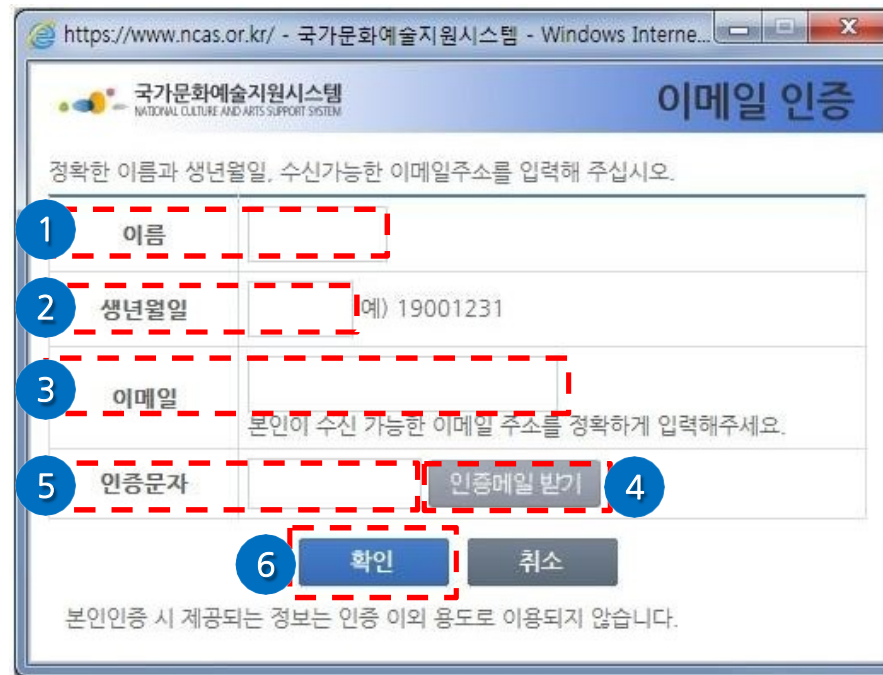 https://www.ncas.or.kr/ - 국가문화예술지원시스템 - Windows Interne...
국가문화예술지원시스템
NATIONAL CULTURE AND ARTS SUPPORT SYSTEM
이메일 인증
정확한 이름과 생년월일, 수신가능한 이메일주소를 입력해 주십시오.
1 이름
2 생년월일 예) 19001231
3 이메일
본인이 수신 가능한 이메일 주소를 정확하게 입력해주세요.
5 인증문자 인증메일 받기 4
6 확인 취소
본인인증 시 제공되는 정보는 인증 이외 용도로 이용되지 않습니다.